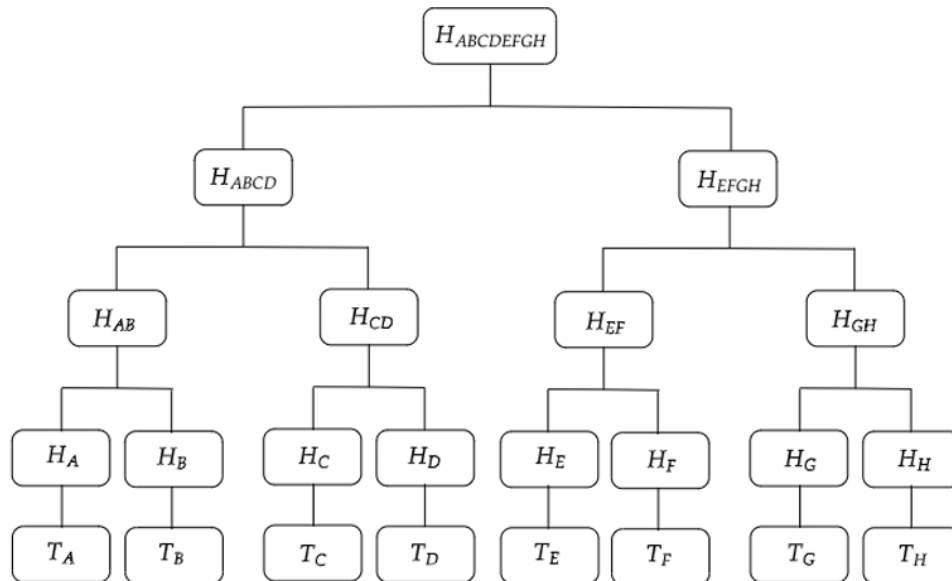 H_ABCDEFGH
H_ABCD H_EFGH
H_AB H_CD H_EF H_GH
H_A H_B H_C H_D H_E H_F H_G H_H
T_A T_B T_C T_D T_E T_F T_G T_H